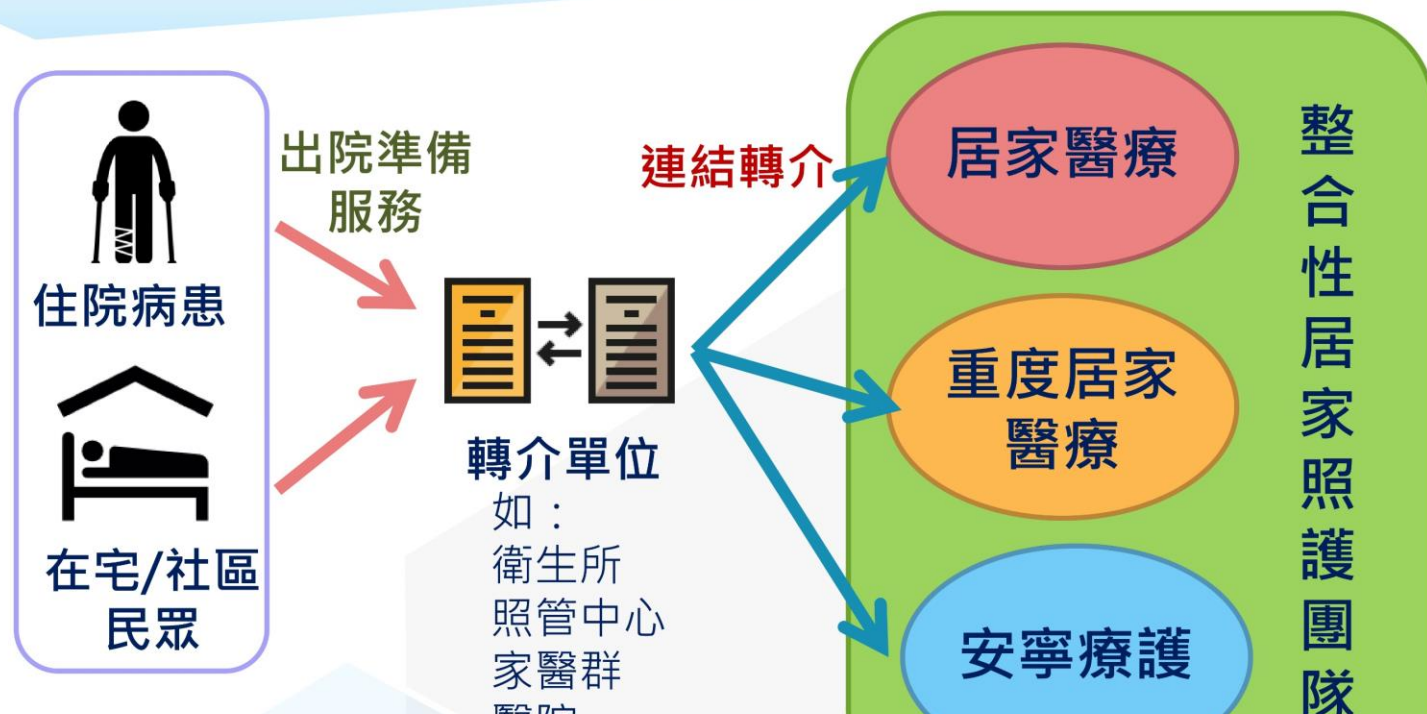 住院病患
在宅/社區
民眾
出院準備
服務
轉介單位
如：
衛生所
照管中心
家醫群
醫院
連結轉介
居家醫療
重度居家
醫療
安寧療護
整合性居家照護團隊